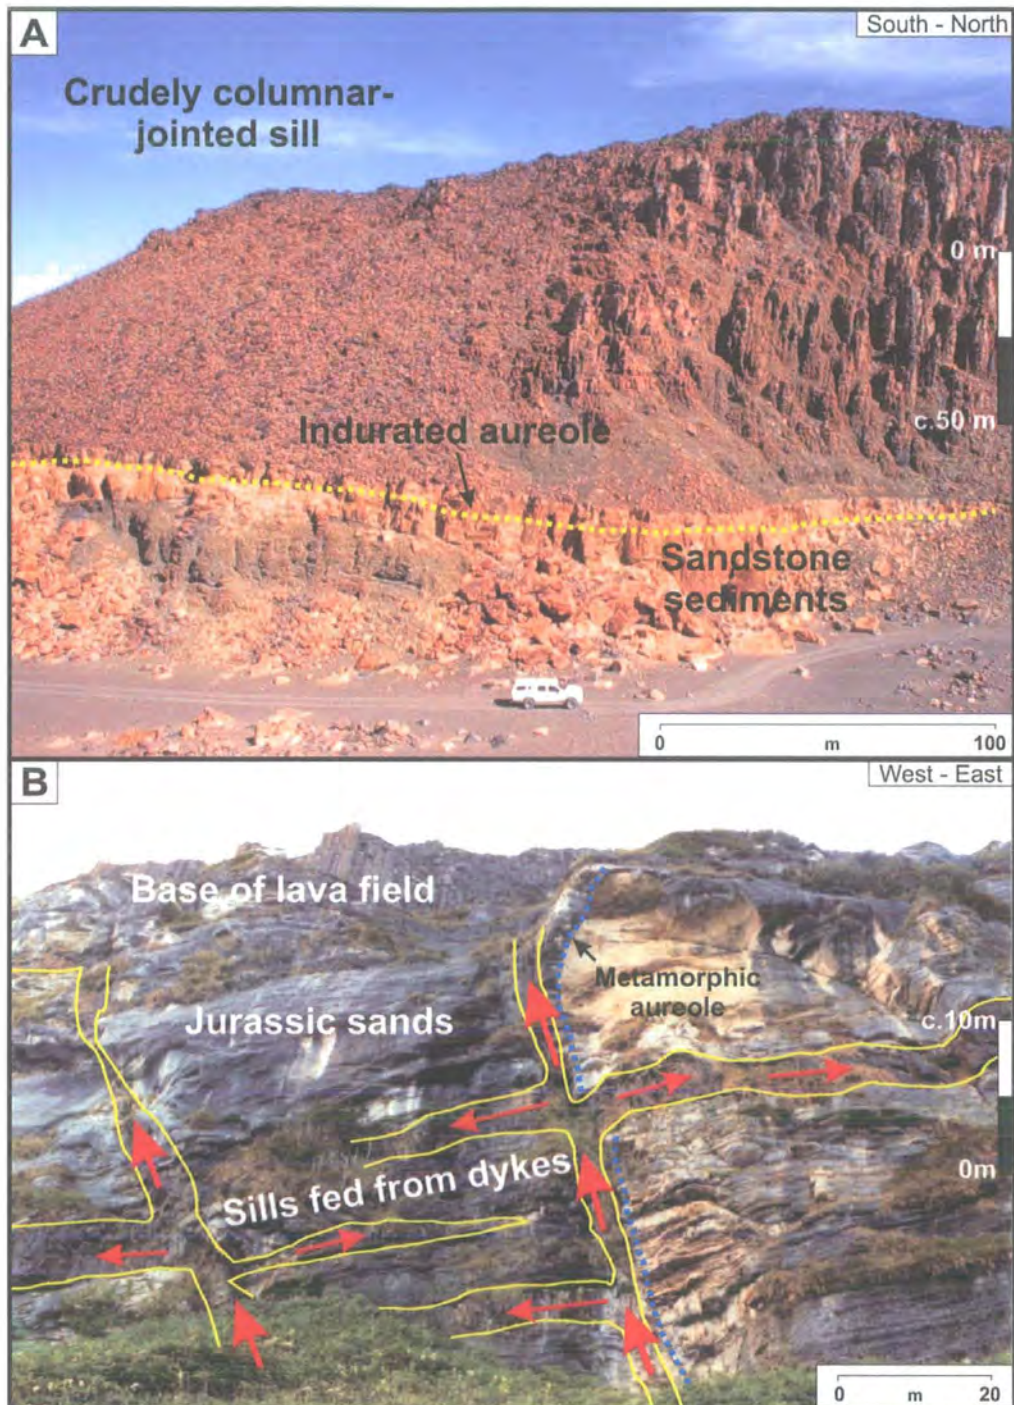 A
South - North
Crudely columnar-
jointed sill
0 m
c.50 m
Indurated aureole
Sandstone
sediments
0 m 100
B
West - East
Base of lava field
Metamorphic
aureole
Jurassic sands
c.10m
0m
Sills fed from dykes
0 m 20